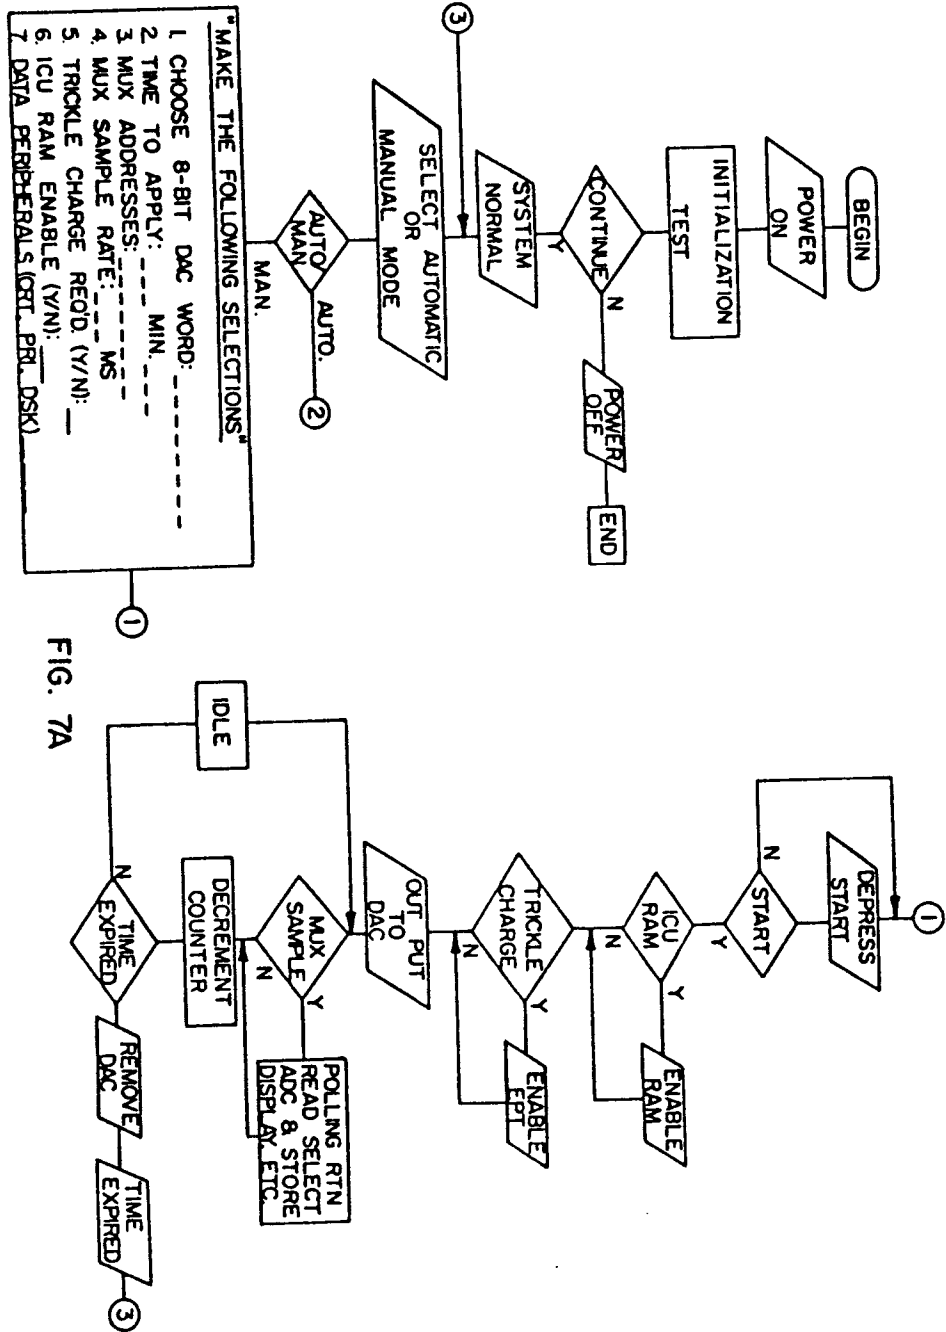 BEGIN
POWER
ON
INITIALIZATION
TEST
CONTINUE
N
Y
POWER
OFF
END
SYSTEM
NORMAL
3
SELECT AUTOMATIC
OR
MANUAL MODE
AUTO/
MAN
AUTO.
2
MAN.
"MAKE THE FOLLOWING SELECTIONS"
1. CHOOSE 8-BIT DAC WORD: _ _ _ _ _ _ _ _
2. TIME TO APPLY: _ _ _ MIN. _ _ _
3. MUX ADDRESSES: _ _ _ _ _ _ _ _
4. MUX SAMPLE RATE: _ _ _ MS
5. TRICKLE CHARGE REQ'D. (Y/N): _
6. ICU RAM ENABLE (Y/N): _
7. DATA PERIPHERALS (CRT, PRI, DSK)
1
FIG. 7A
1
DEPRESS
START
START
N
Y
ICU
RAM
Y
N
ENABLE
RAM
TRICKLE
CHARGE
Y
N
ENABLE
EPT
OUT PUT
TO
DAC
MUX
SAMPLE
Y
N
POLLING RTN
READ SELECT
ADC & STORE
DISPLAY, ETC.
IDLE
DECREMENT
COUNTER
TIME
EXPIRED
N
REMOVE
DAC
TIME
EXPIRED
3